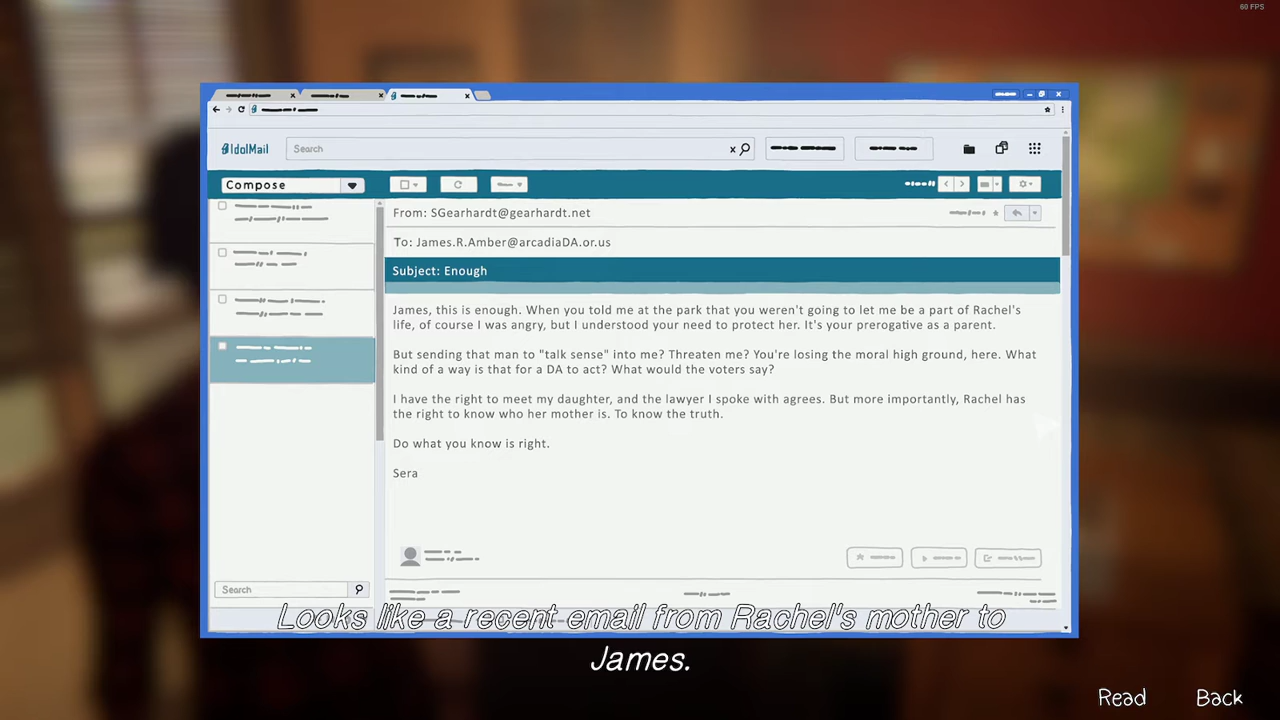 60 FPS
IdolMail
Search
x
Compose
From: SGearhardt@gearhardt.net
To: James.R.Amber@arcadiaDA.or.us
Subject: Enough
James, this is enough. When you told me at the park that you weren't going to let me be a part of Rachel's
life, of course I was angry, but I understood your need to protect her. It's your prerogative as a parent.
But sending that man to "talk sense" into me? Threaten me? You're losing the moral high ground, here. What
kind of a way is that for a DA to act? What would the voters say?
I have the right to meet my daughter, and the lawyer I spoke with agrees. But more importantly, Rachel has
the right to know who her mother is. To know the truth.
Do what you know is right.
Sera
Search
Looks like a recent email from Rachel's mother to
James.
Read
Back